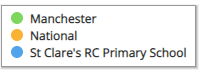 Manchester
National
St Clare's RC Primary School